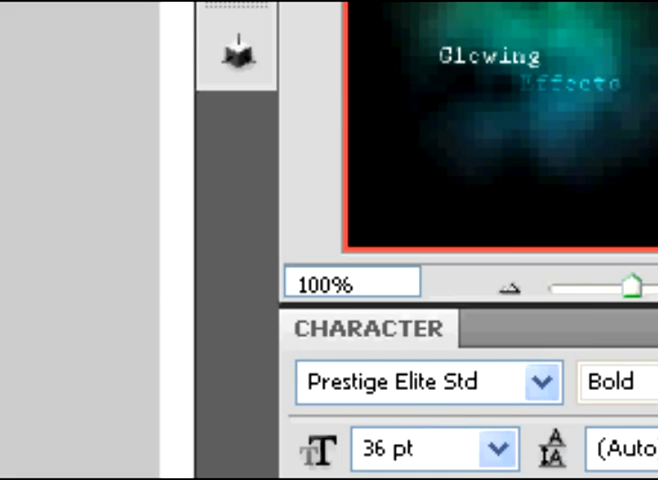 Glowing
Effects
100%
CHARACTER
Prestige Elite Std
Bold
36 pt
(Auto